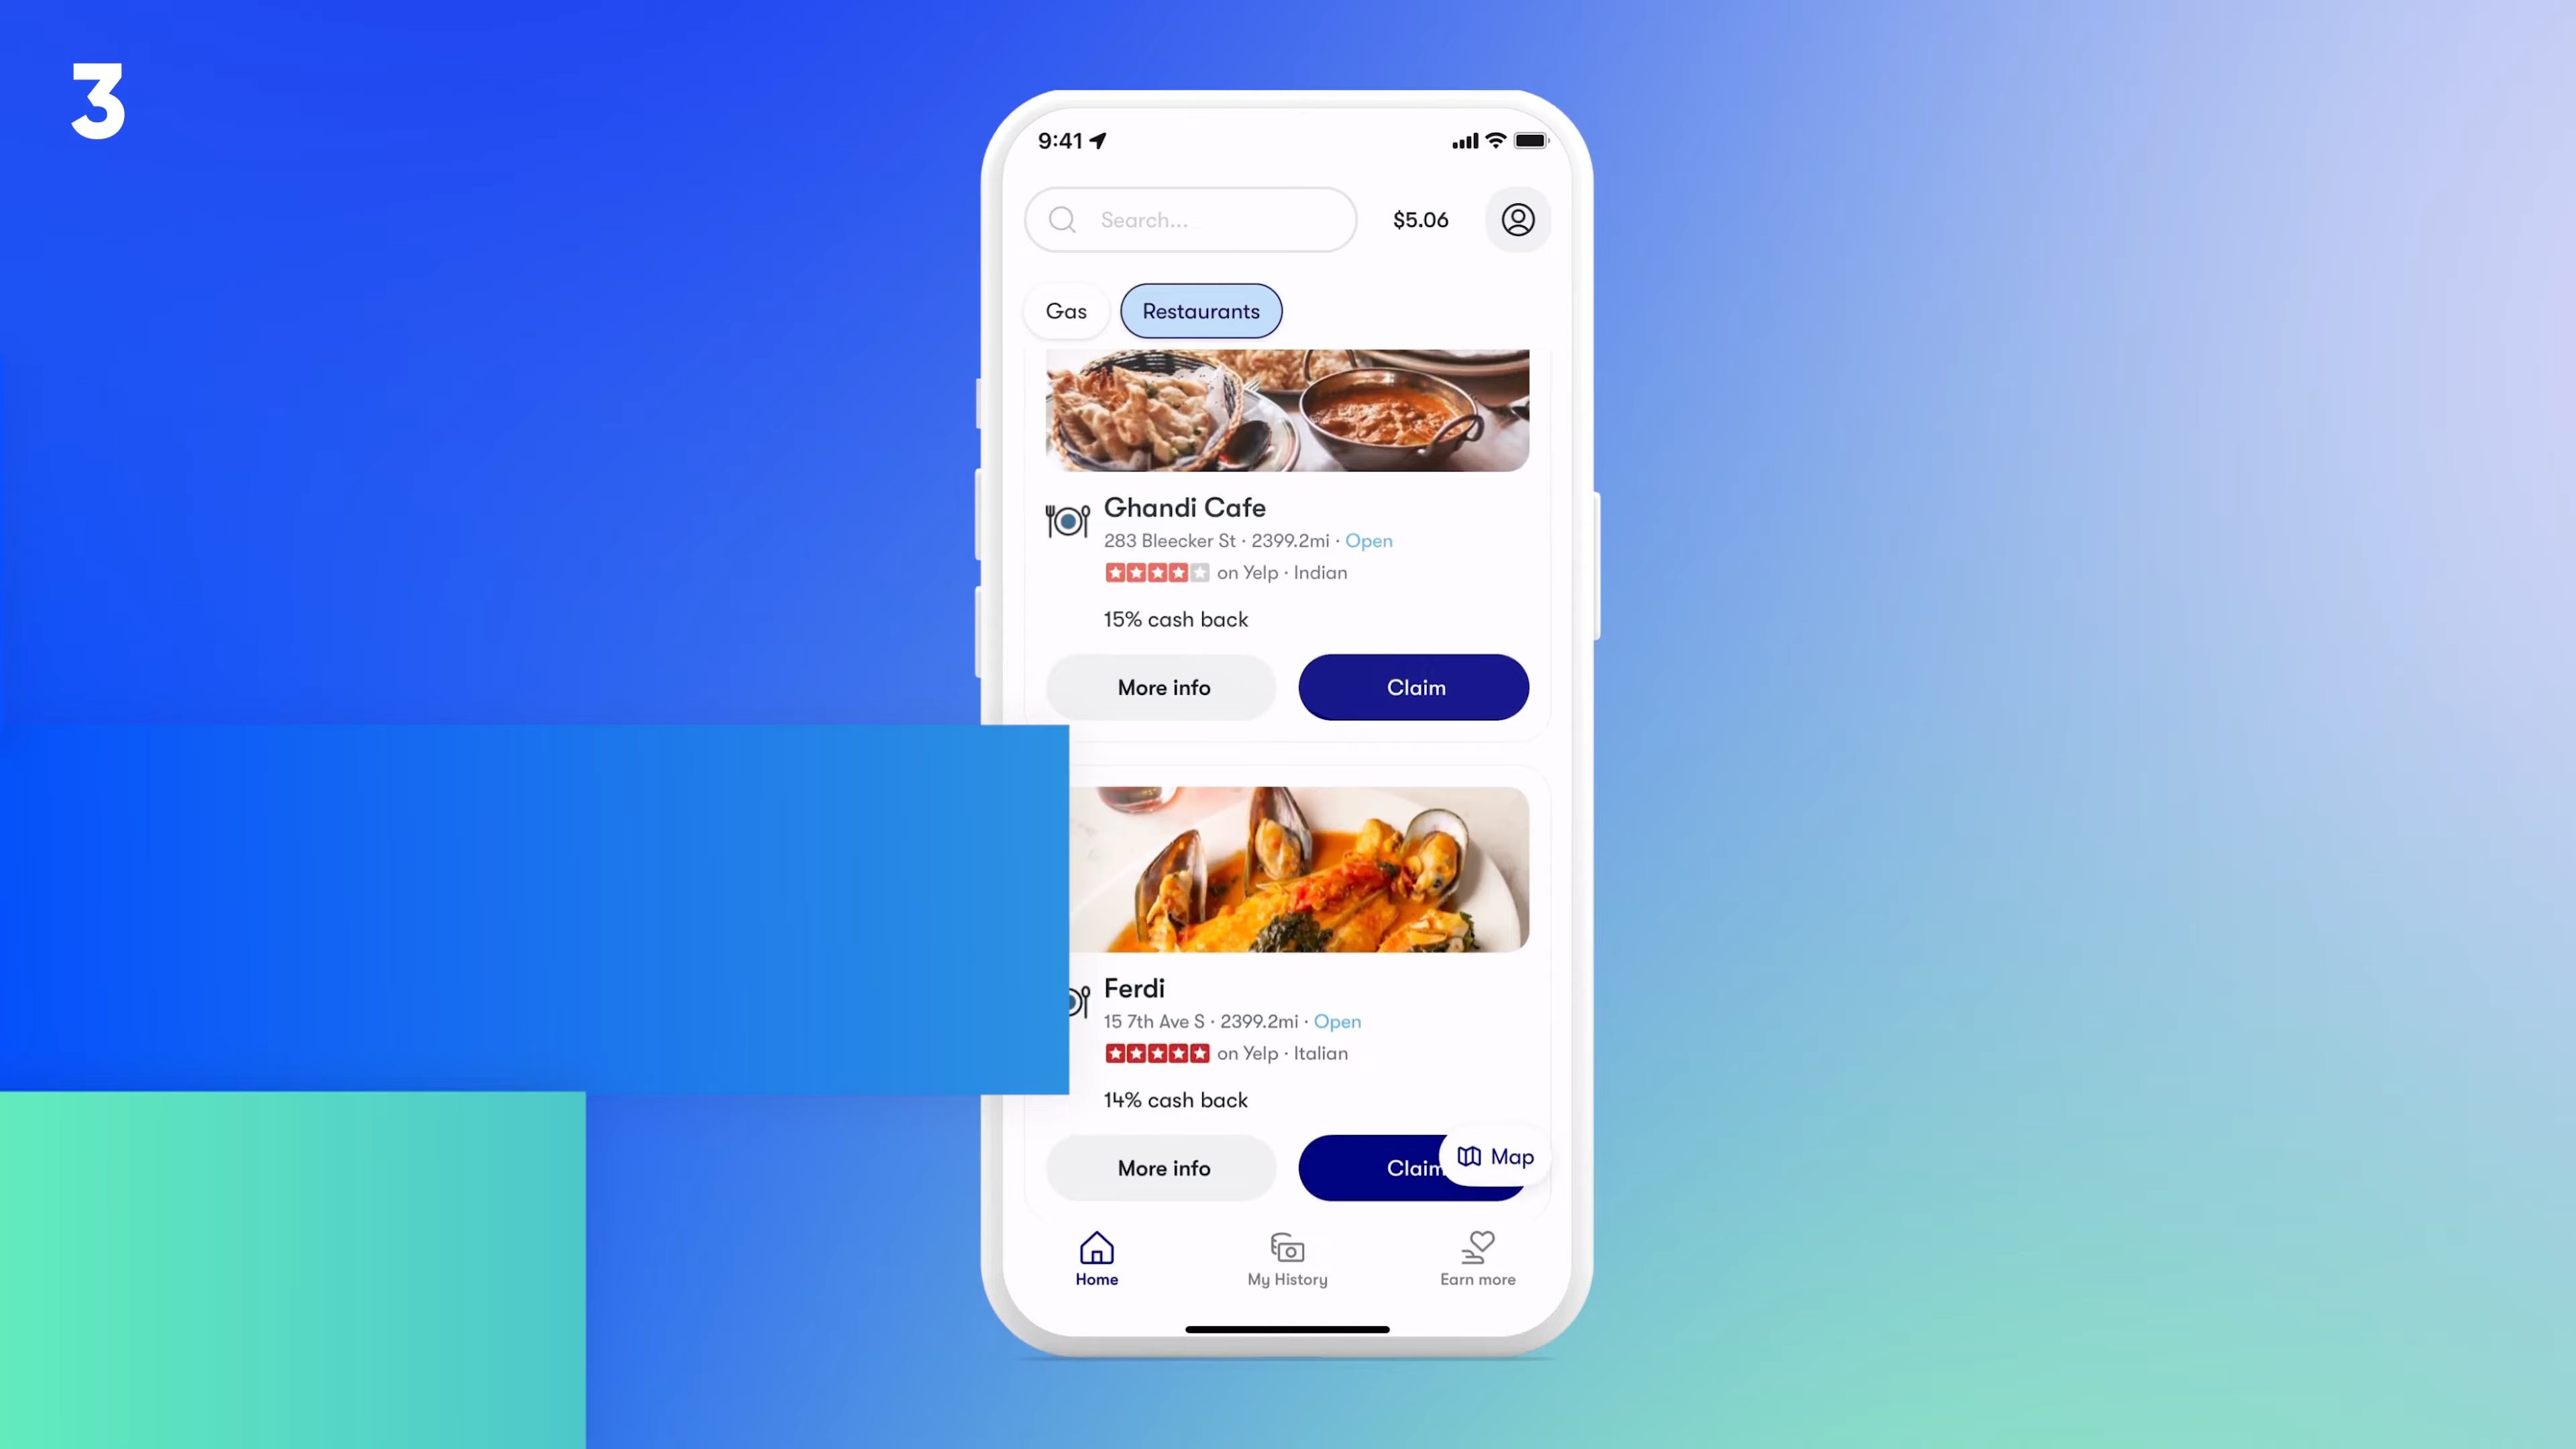 3
9:41
Search...
$5.06
Gas
Restaurants
Ghandi Cafe
283 Bleecker St · 2399.2mi · Open
on Yelp · Indian
15% cash back
More info
Claim
Ferdi
15 7th Ave S · 2399.2mi · Open
on Yelp · Italian
14% cash back
More info
Claim
Map
Home
My History
Earn more